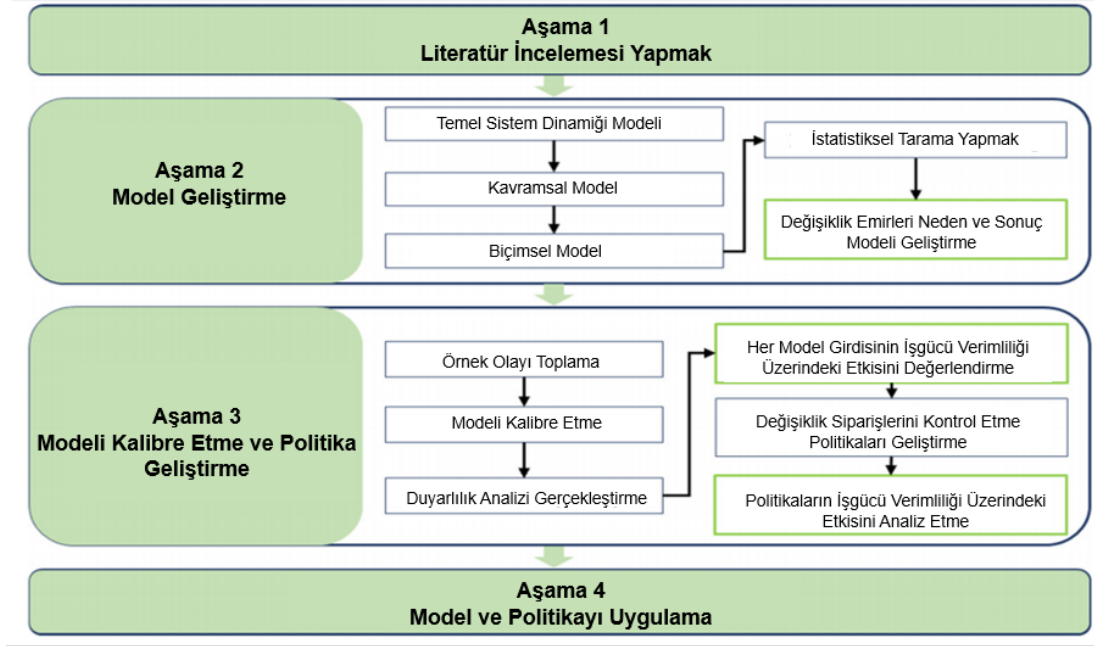 Aşama 1
Literatür İncelemesi Yapmak
Aşama 2
Model Geliştirme
Temel Sistem Dinamiği Modeli
Kavramsal Model
Biçimsel Model
İstatistiksel Tarama Yapmak
Değişiklik Emirleri Neden ve Sonuç
Modeli Geliştirme
Aşama 3
Modeli Kalibre Etme ve Politika
Geliştirme
Örnek Olayı Toplama
Modeli Kalibre Etme
Duyarlılık Analizi Gerçekleştirme
Her Model Girdisinin İşgücü Verimliliği
Üzerindeki Etkisini Değerlendirme
Değişiklik Siparişlerini Kontrol Etme
Politikaları Geliştirme
Politikaların İşgücü Verimliliği Üzerindeki
Etkisini Analiz Etme
Aşama 4
Model ve Politikayı Uygulama